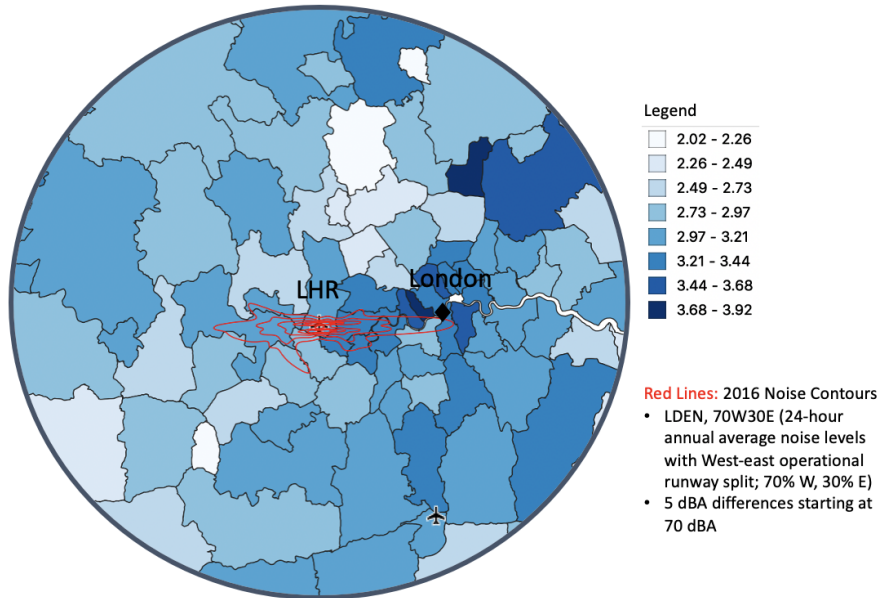 Legend
2.02 - 2.26
2.26 - 2.49
2.49 - 2.73
2.73 - 2.97
2.97 - 3.21
3.21 - 3.44
3.44 - 3.68
3.68 - 3.92
London
LHR
Red Lines: 2016 Noise Contours
• LDEN, 70W30E (24-hour
annual average noise levels
with West-east operational
runway split; 70% W, 30% E)
• 5 dBA differences starting at
70 dBA